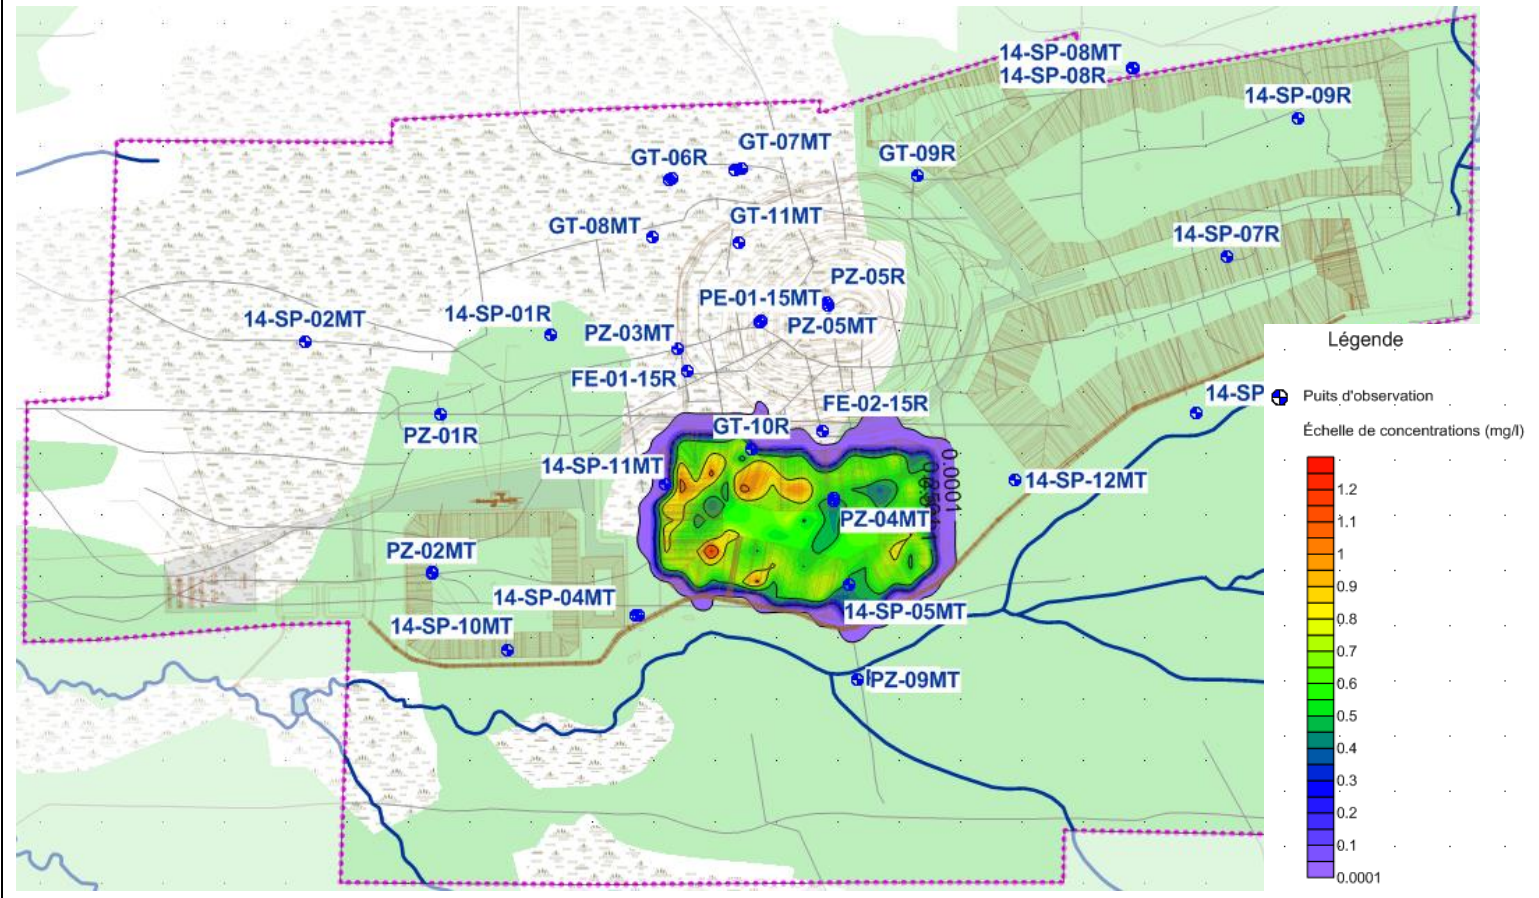 14-SP-08MT
14-SP-08R
14-SP-09R
GT-07MT
GT-06R
GT-09R
GT-11MT
GT-08MT
14-SP-07R
PZ-05R
PE-01-15MT
14-SP-01R
14-SP-02MT
PZ-03MT
PZ-05MT
Légende
FE-01-15R
14-SP
Puits d'observation
FE-02-15R
GT-10R
PZ-01R
Échelle de concentrations (mg/l)
14-SP-11MT
0.0001
14-SP-12MT
PZ-04MT
PZ-02MT
14-SP-04MT
14-SP-05MT
14-SP-10MT
PZ-09MT
1.2
1.1
1
0.9
0.8
0.7
0.6
0.5
0.4
0.3
0.2
0.1
0.0001